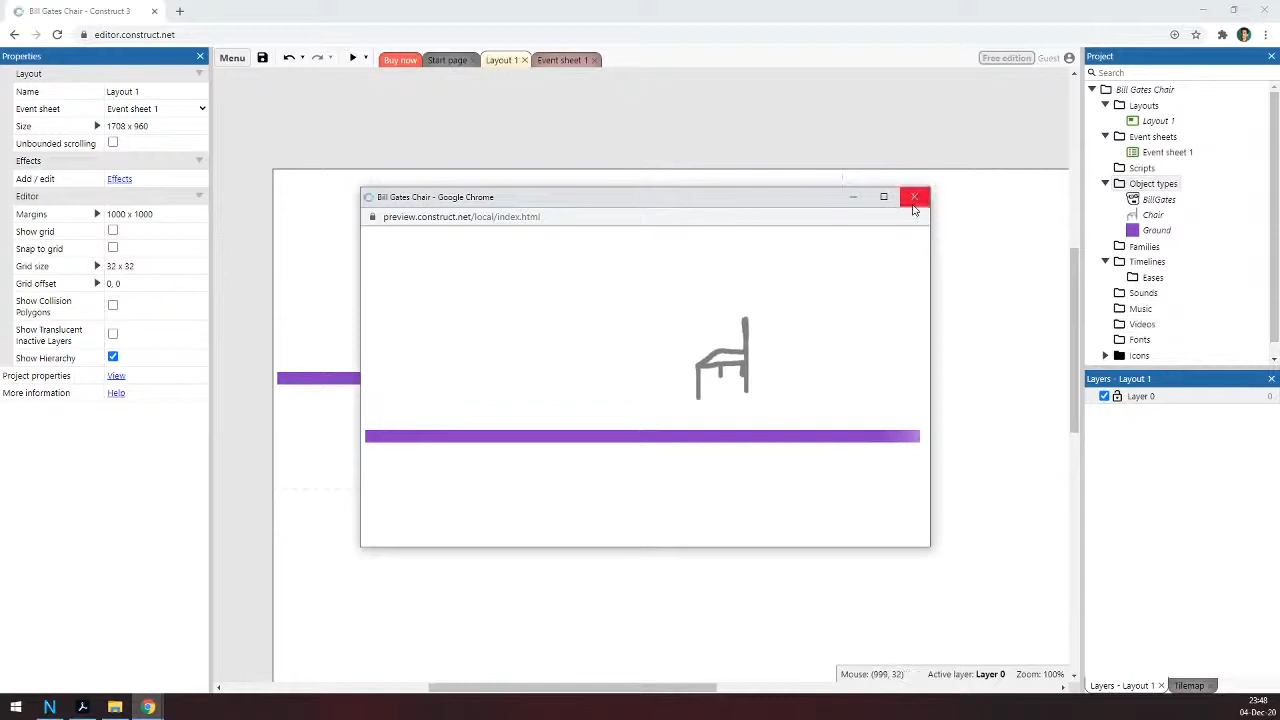 Bill Gates Chair - Construct 3
editor.construct.net
Properties
Menu
Buy now
Start page
Layout 1
Event sheet 1
Free edition
Guest
Project
Layout
Name Layout 1
Event sheet Event sheet 1
Size 1708 x 960
Unbounded scrolling
Effects
Add / edit Effects
Editor
Margins 1000 x 1000
Show grid
Snap to grid
Grid size 32 x 32
Grid offset 0, 0
Show Collision
Polygons
Show Translucent
Inactive Layers
Show Hierarchy
Project properties View
More information Help
Bill Gates Chair - Google Chrome
preview.construct.net/local/index.html
Mouse: (999, 32) Active layer: Layer 0 Zoom: 100%
Search
Bill Gates Chair
Layouts
Layout 1
Event sheets
Event sheet 1
Scripts
Object types
BillGates
Chair
Ground
Families
Timelines
Eases
Sounds
Music
Videos
Fonts
Icons
Layers - Layout 1
Layer 0 0
Layers - Layout 1
Tilemap
23:48
04-Dec-20